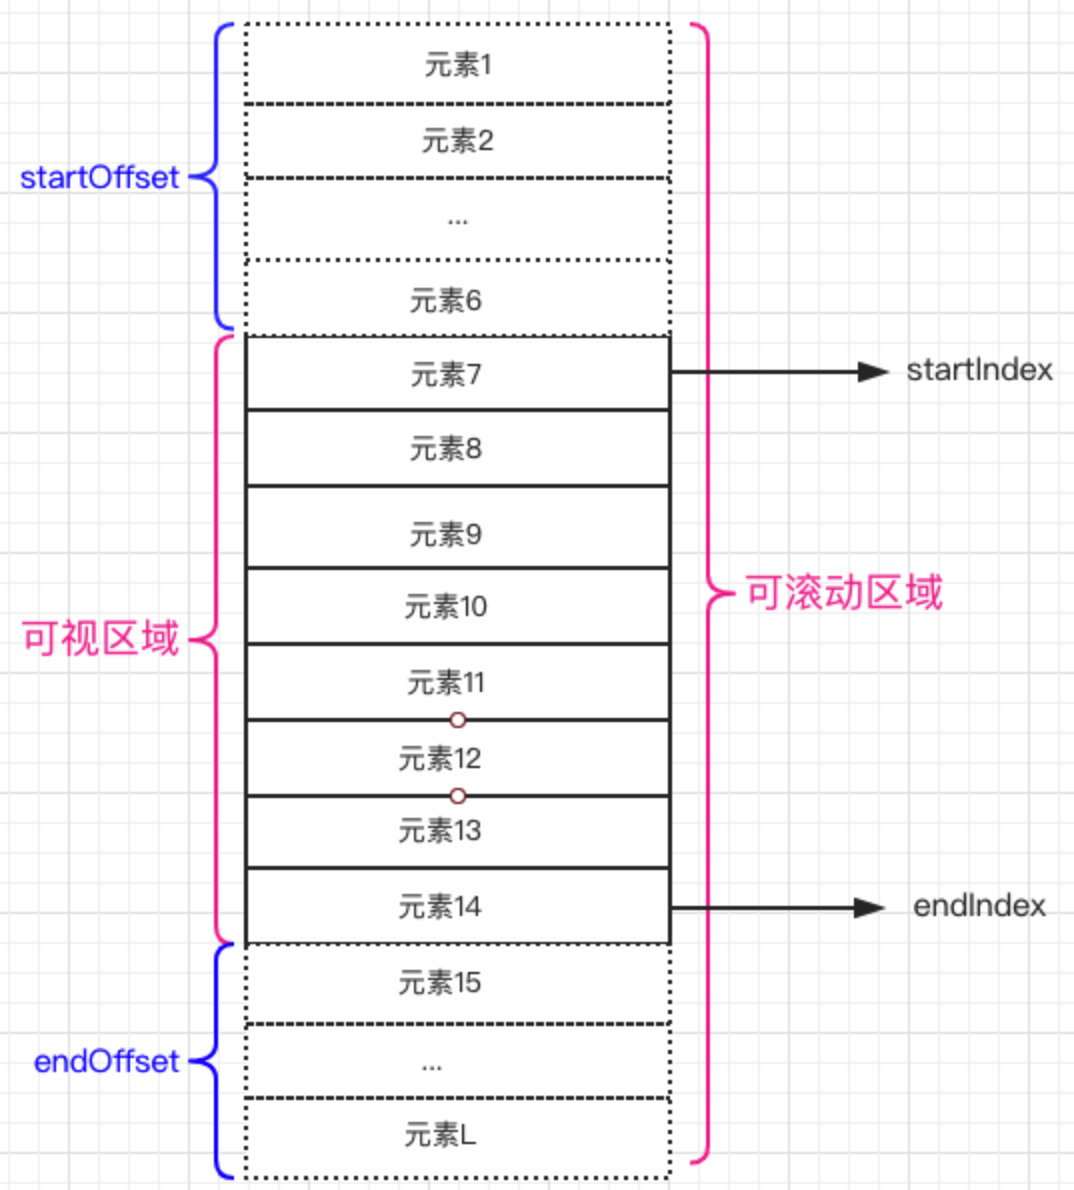 元素1
元素2
startOffset
...
元素6
元素7
startIndex
元素8
元素9
元素10
可滚动区域
可视区域
元素11
元素12
元素13
元素14
endIndex
元素15
endOffset
...
元素L